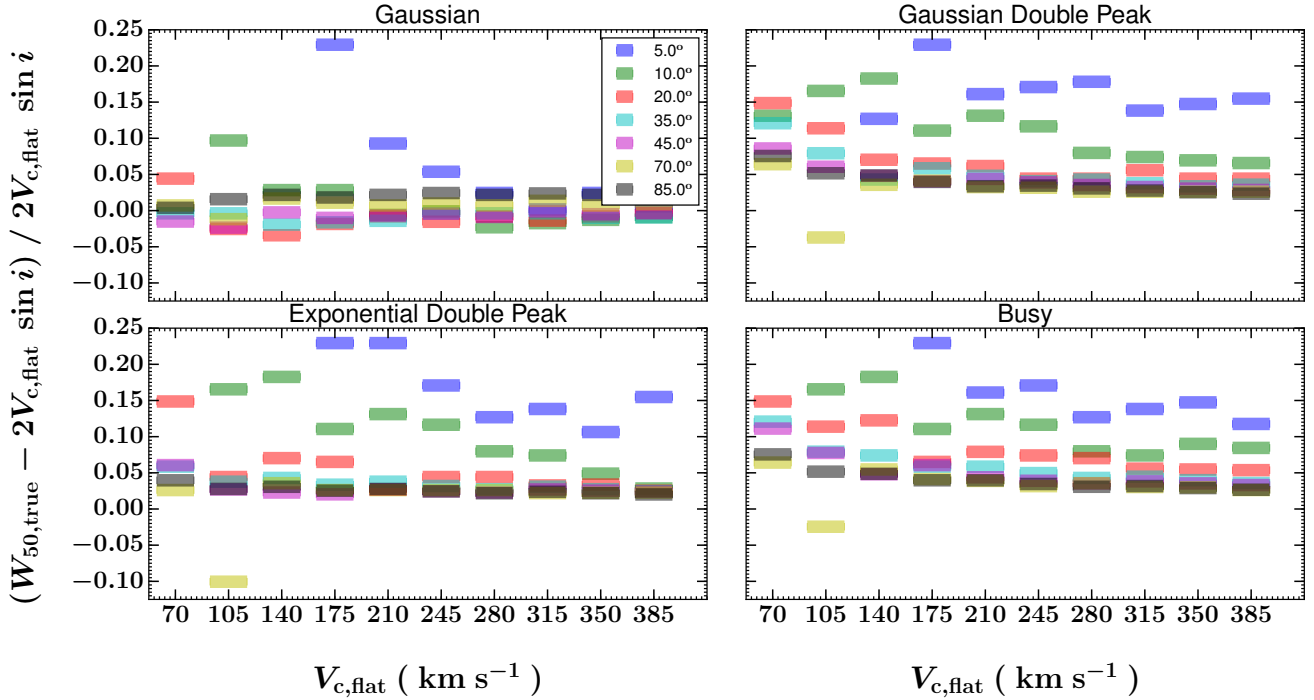 Gaussian
Gaussian Double Peak
0.25
0.20
0.15
0.10
0.05
0.00
−0.05
−0.10
5.0º
10.0º
20.0º
35.0º
45.0º
70.0º
85.0º
(W50,true − 2Vc,flat sin i) / 2Vc,flat sin i
Exponential Double Peak
Busy
0.25
0.20
0.15
0.10
0.05
0.00
−0.05
−0.10
70 105 140 175 210 245 280 315 350 385
70 105 140 175 210 245 280 315 350 385
Vc,flat ( km s−1 )
Vc,flat ( km s−1 )